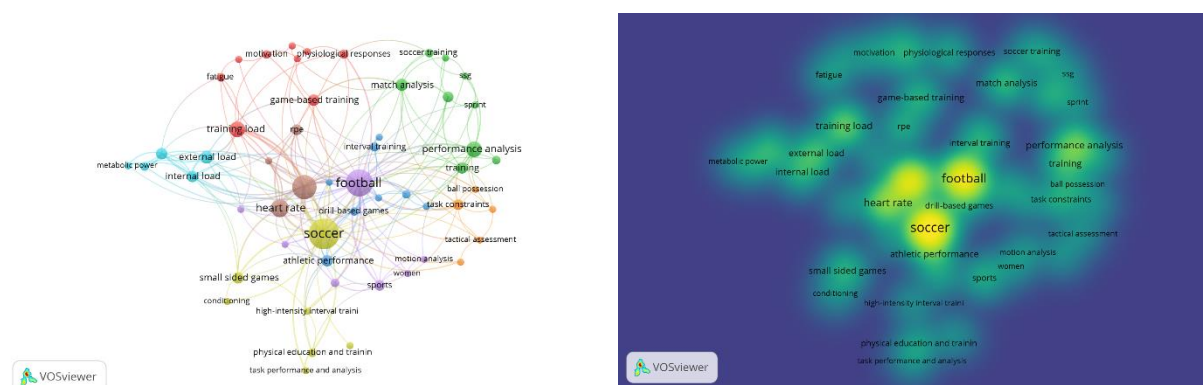 motivation
physiological responses
soccer training
fatigue
match analysis
ssg
game-based training
sprint
training load
rpe
interval training
performance analysis
external load
metabolic power
internal load
training
football
ball possession
heart rate
drill-based games
task constraints
soccer
tactical assessment
athletic performance
motion analysis
women
small sided games
sports
conditioning
high-intensity interval traini
physical education and trainin
task performance and analysis
VOSviewer
motivation
physiological responses
soccer training
fatigue
match analysis
ssg
game-based training
sprint
training load
rpe
interval training
performance analysis
external load
metabolic power
internal load
training
football
ball possession
heart rate
drill-based games
task constraints
soccer
tactical assessment
athletic performance
motion analysis
women
small sided games
sports
conditioning
high-intensity interval traini
physical education and trainin
task performance and analysis
VOSviewer